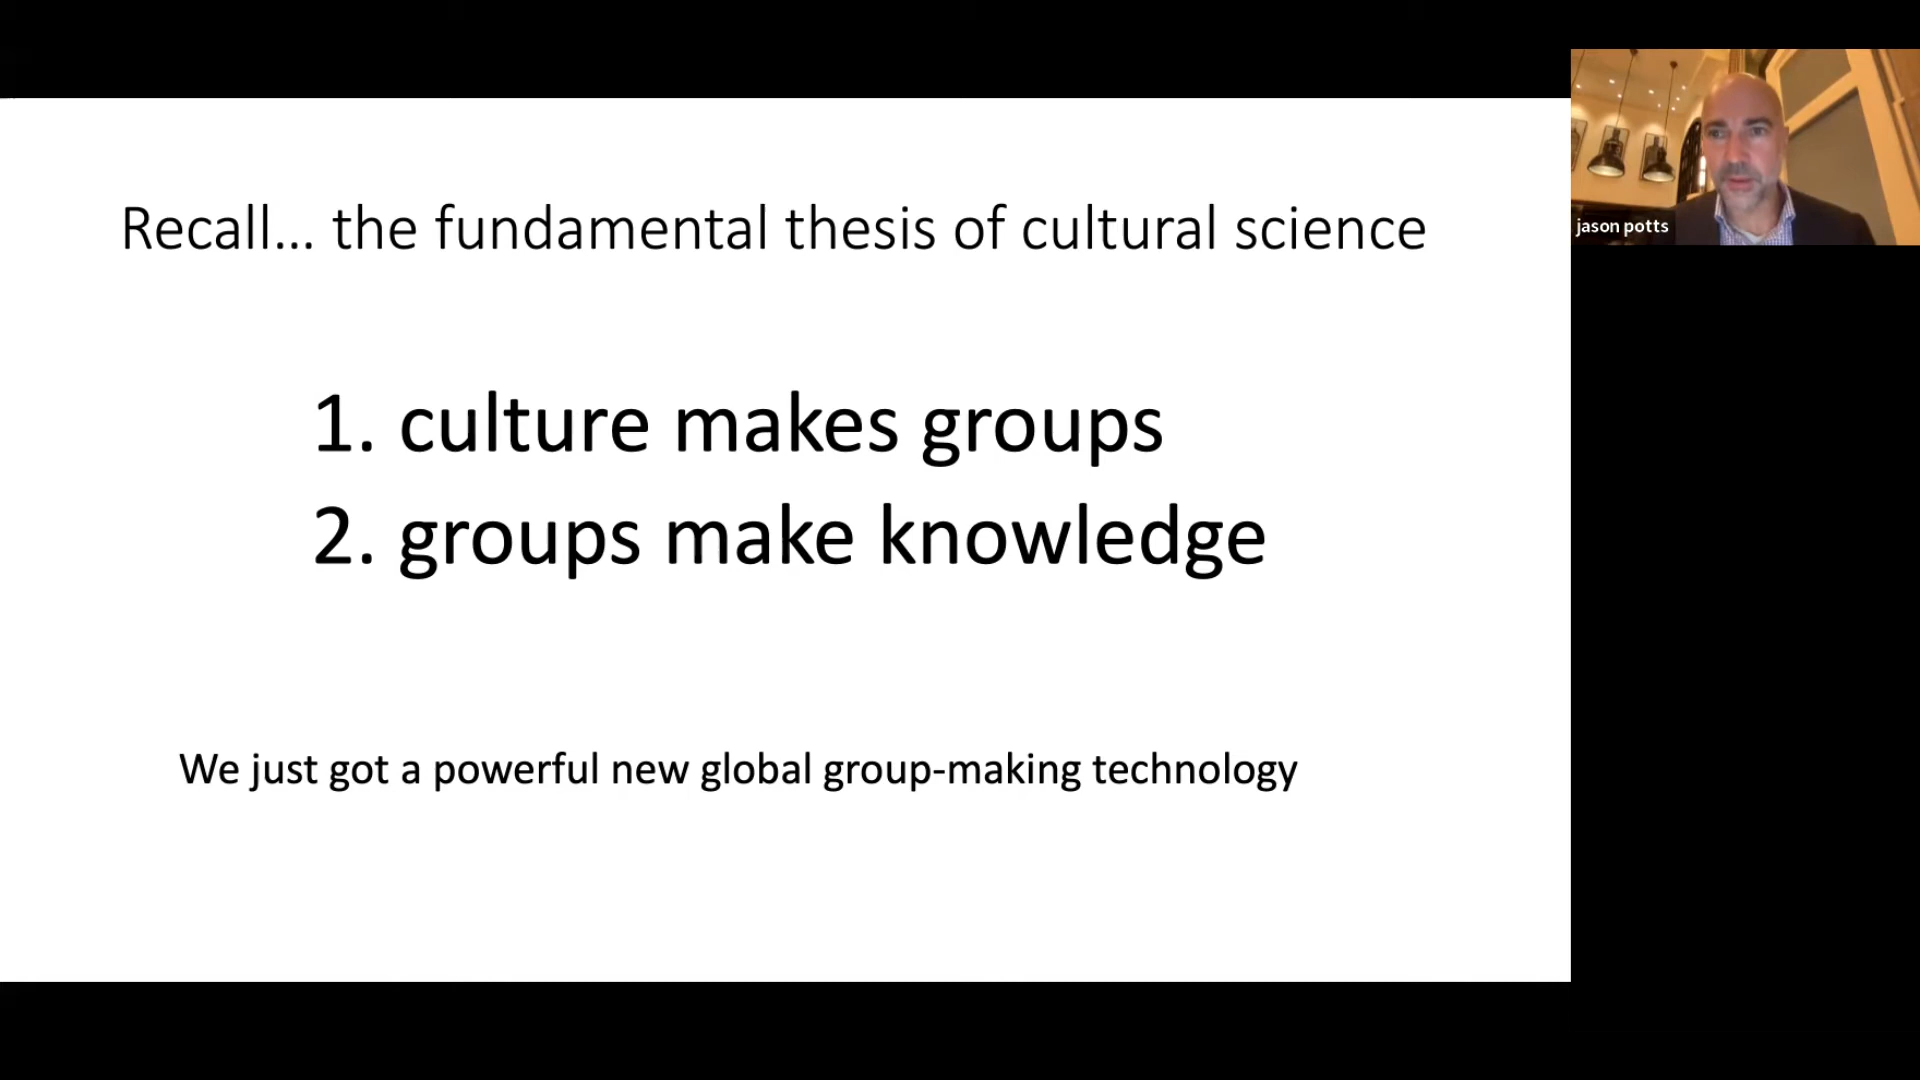 Recall... the fundamental thesis of cultural science
1. culture makes groups
2. groups make knowledge
We just got a powerful new global group-making technology
jason potts